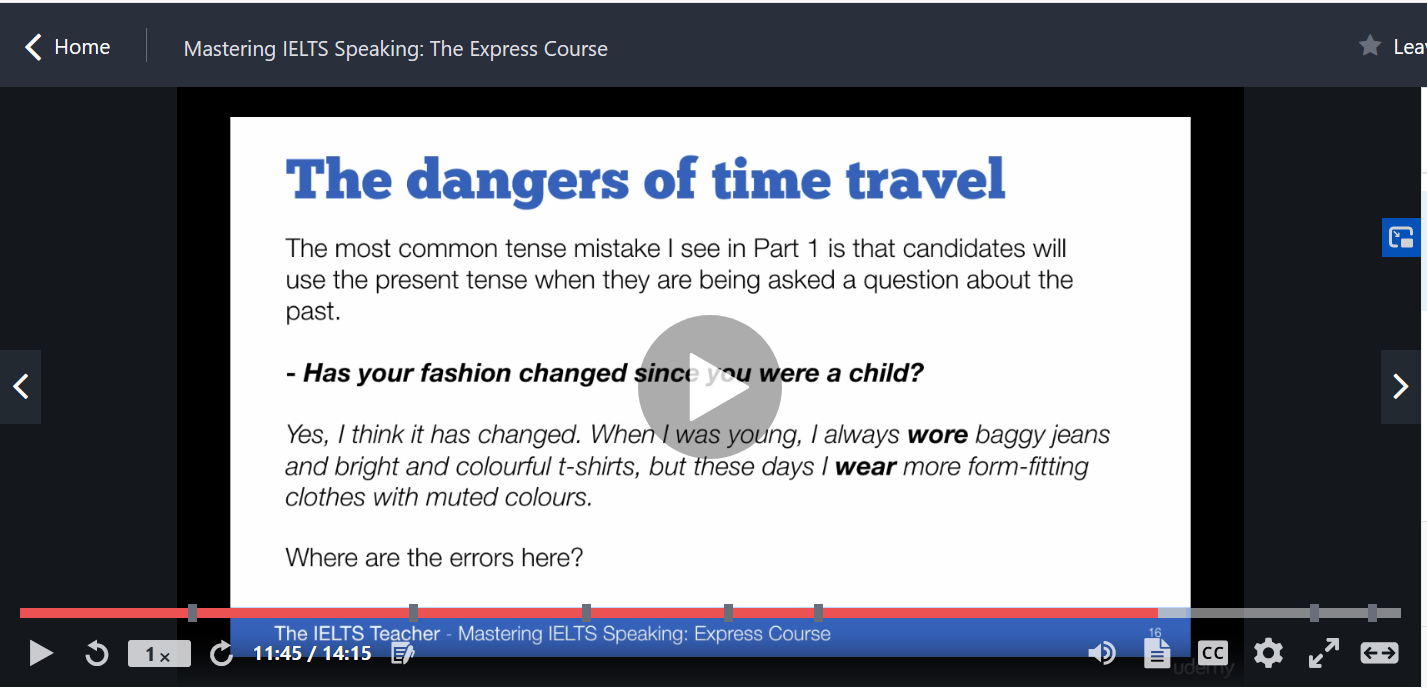 Home
Mastering IELTS Speaking: The Express Course
Lea
The dangers of time travel
The most common tense mistake I see in Part 1 is that candidates will
use the present tense when they are being asked a question about the
past.
- Has your fashion changed since you were a child?
Yes, I think it has changed. When I was young, I always wore baggy jeans
and bright and colourful t-shirts, but these days I wear more form-fitting
clothes with muted colours.
Where are the errors here?
The IELTS Teacher - Mastering IELTS Speaking: Express Course
1x
11:45 / 14:15
16
CC
udemy